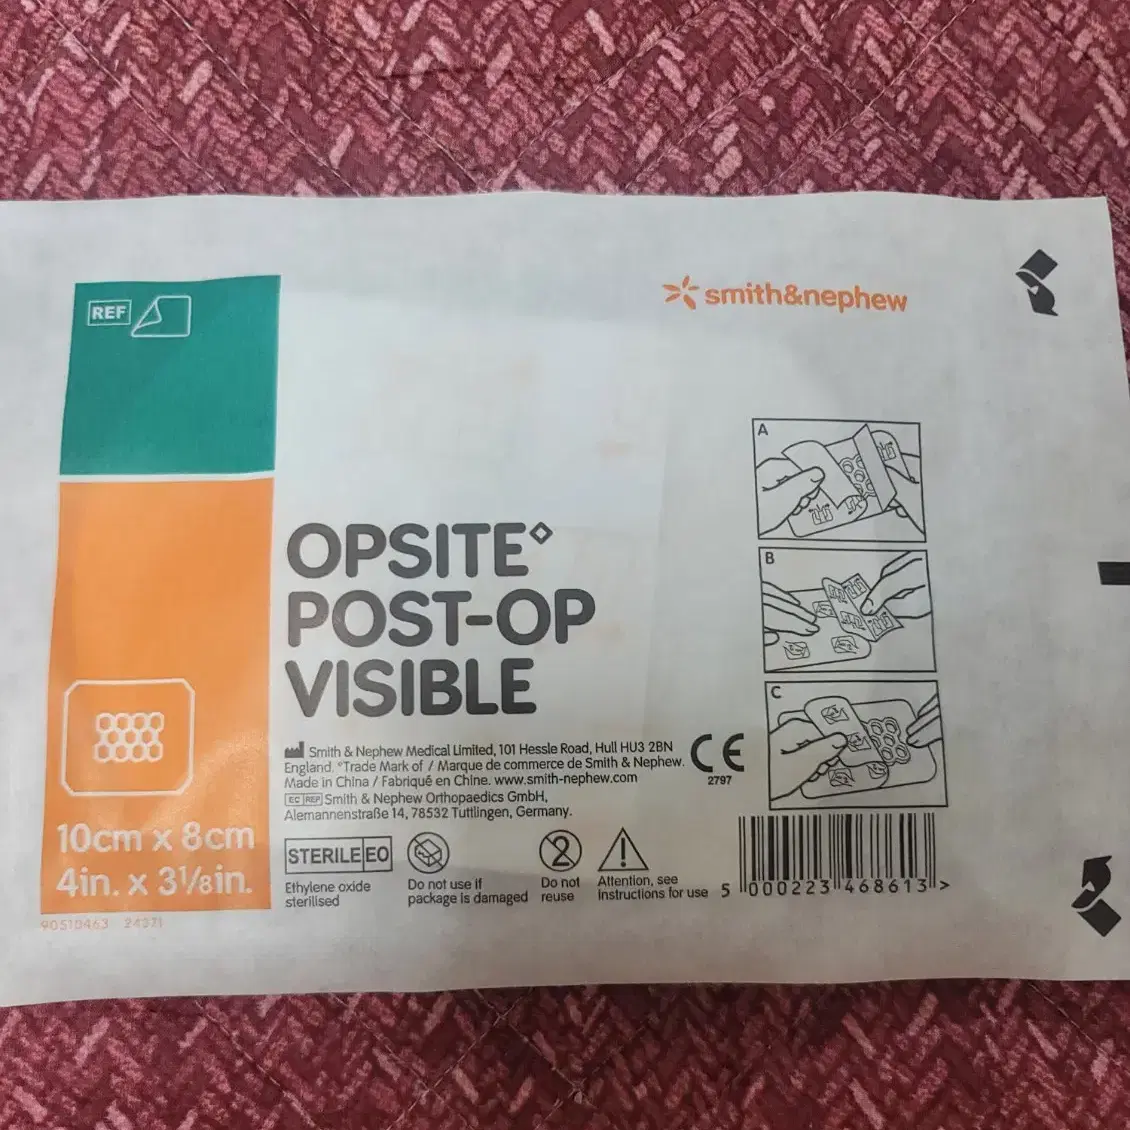 REF
smith&nephew
OPSITE◊
POST-OP
VISIBLE
A
B
C
10cm x 8cm
4in. x 3⅛in.
90510463 24371
Smith & Nephew Medical Limited, 101 Hessle Road, Hull HU3 2BN
England. ◊Trade Mark of / Marque de commerce de Smith & Nephew.
Made in China / Fabriqué en Chine. www.smith-nephew.com
EC REP Smith & Nephew Orthopaedics GmbH,
Alemannenstraße 14, 78532 Tuttlingen, Germany.
CE
2797
STERILE EO
Ethylene oxide
sterilised
Do not use if
package is damaged
2
Do not
reuse
Attention, see
instructions for use
5 000223 468613 >